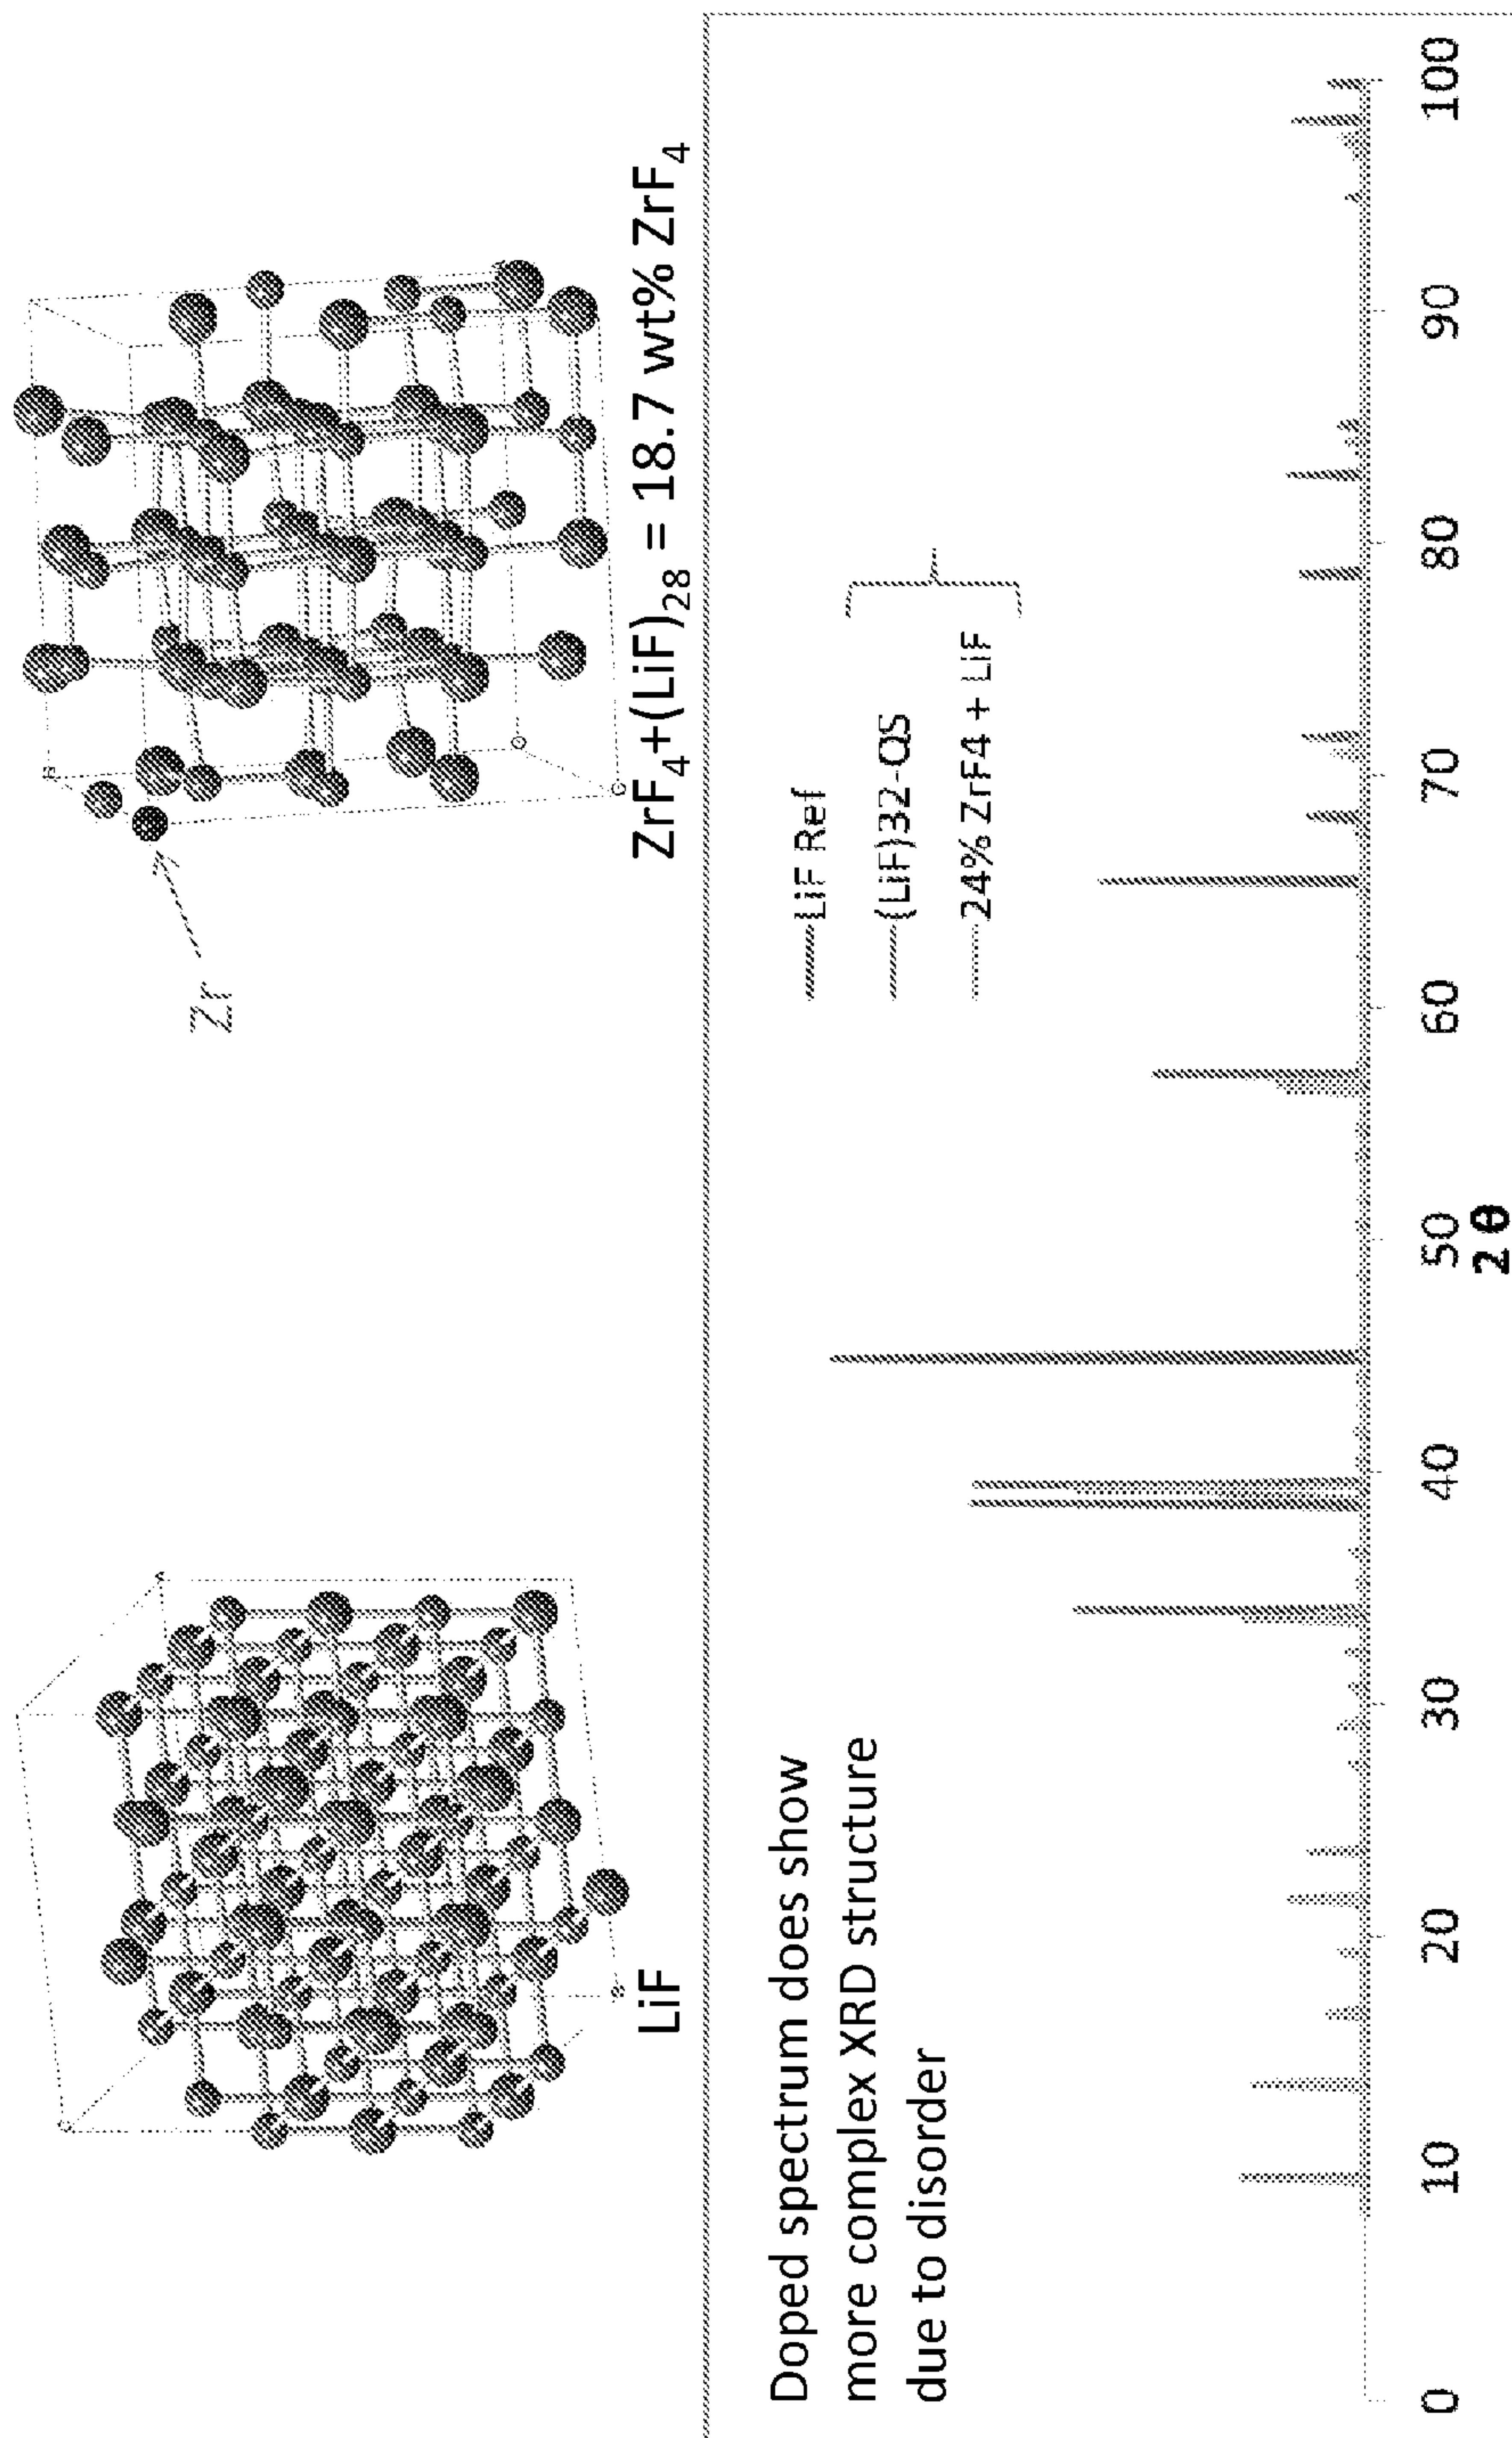 LiF
Zr
ZrF₄+(LiF)₂₈ = 18.7 wt% ZrF₄
Doped spectrum does show
more complex XRD structure
due to disorder
LiF Ref
(LiF)32-QS
24% ZrF4 + LiF
0 10 20 30 40 50 60 70 80 90 100
2 θ